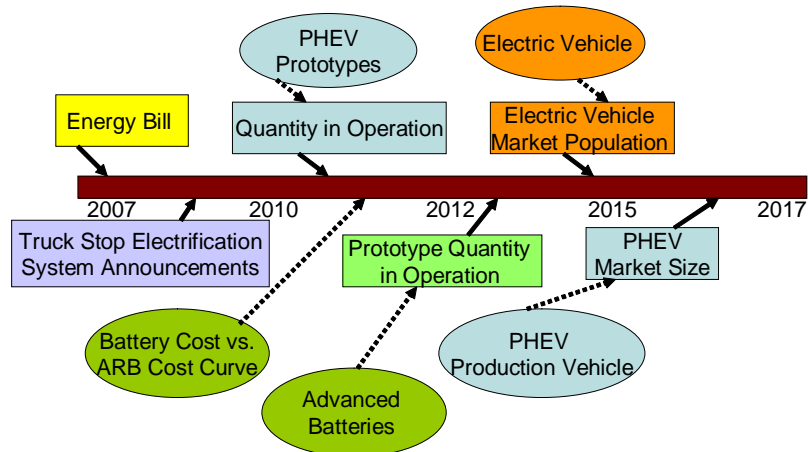 PHEV
Prototypes
Electric Vehicle
Energy Bill
Quantity in Operation
Electric Vehicle
Market Population
2007
2010
2012
2015
2017
Truck Stop Electrification
System Announcements
Prototype Quantity
in Operation
PHEV
Market Size
Battery Cost vs.
ARB Cost Curve
PHEV
Production Vehicle
Advanced
Batteries